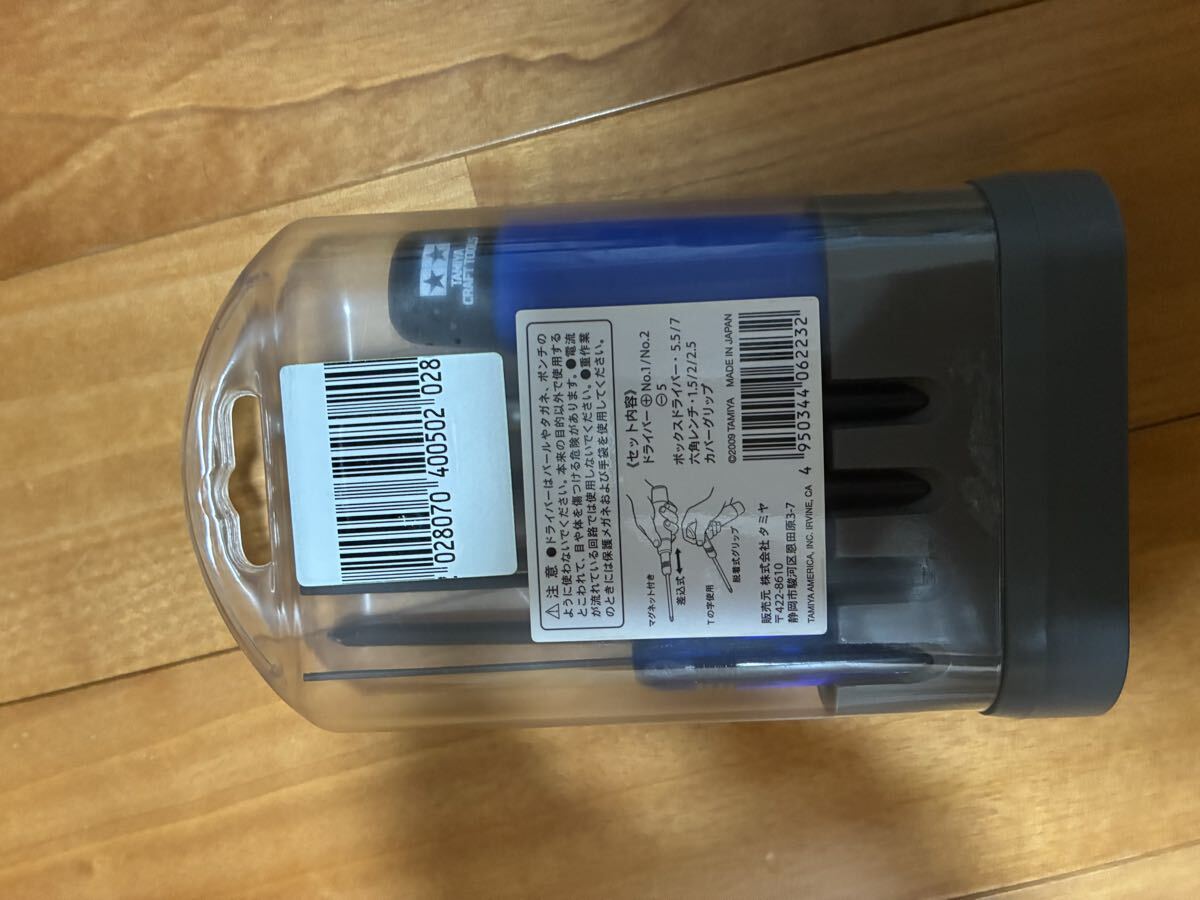 TAMIYA
CRAFT TOOLS
028070 400502 028
⚠ 注 意 ●ドライバーはバールやタガネ、ポンチの
ように使わないでください。本来の目的以外で使用する
とこわれて、目や体を傷つける危険があります。●電流
が流れている回路では使用しないでください。●重作業
のときには保護メガネおよび手袋を使用してください。
マグネット付き
差込式
Tの字使用
脱着式グリップ
《セット内容》
ドライバー⊕No.1/No.2
⊖5
ボックスドライバー・5.5/7
六角レンチ・1.5/2/2.5
カバーグリップ
©2009 TAMIYA MADE IN JAPAN
4 950344 062232
販売元 株式会社 タミヤ
〒422-8610
静岡市駿河区恩田原3-7
TAMIYA AMERICA, INC. IRVINE, CA